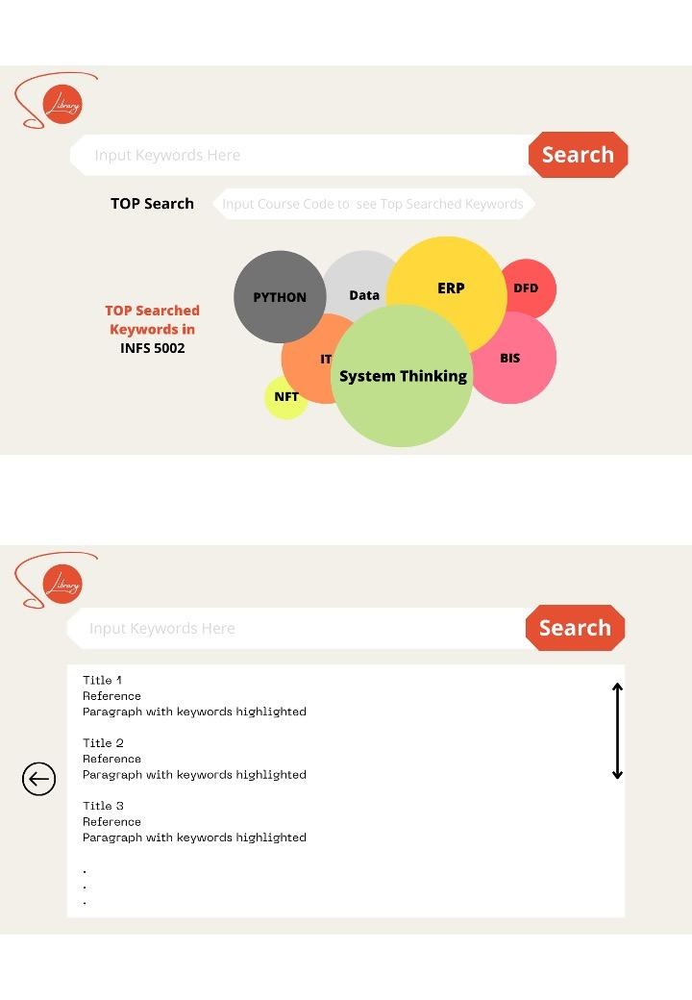 Library
Input Keywords Here
Search
TOP Search
Input Course Code to see Top Searched Keywords
PYTHON
Data
ERP
DFD
TOP Searched
Keywords in
INFS 5002
IT
BIS
System Thinking
NFT
Library
Input Keywords Here
Search
Title 1
Reference
Paragraph with keywords highlighted
Title 2
Reference
Paragraph with keywords highlighted
Title 3
Reference
Paragraph with keywords highlighted
.
.
.